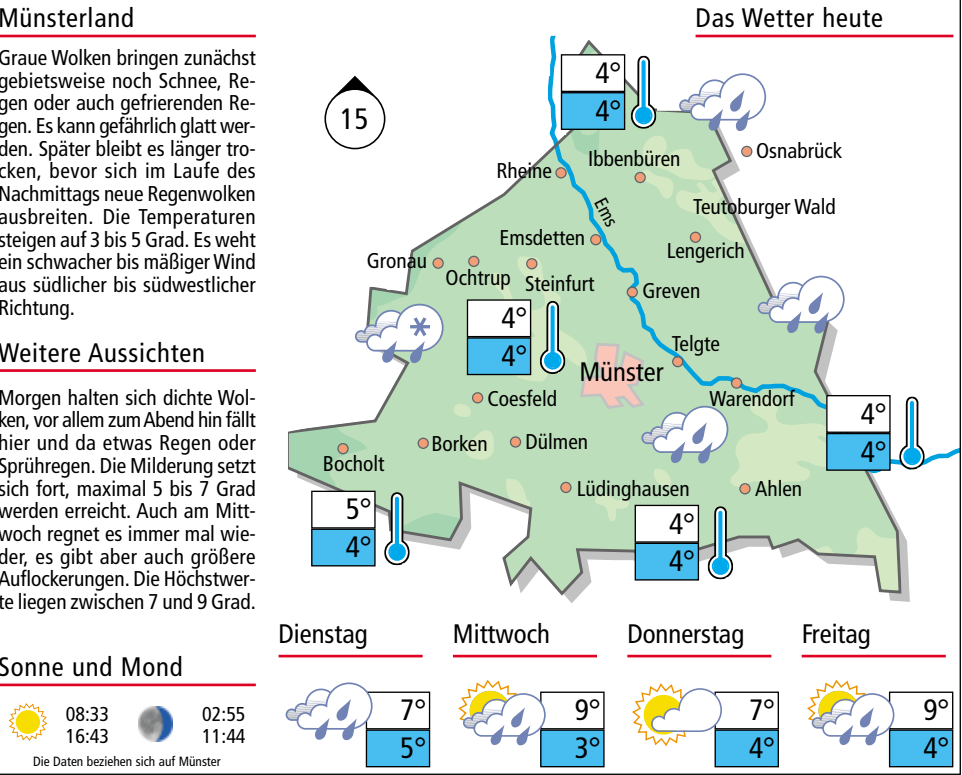 Münsterland
Graue Wolken bringen zunächst
gebietsweise noch Schnee, Re-
gen oder auch gefrierenden Re-
gen. Es kann gefährlich glatt wer-
den. Später bleibt es länger tro-
cken, bevor sich im Laufe des
Nachmittags neue Regenwolken
ausbreiten. Die Temperaturen
steigen auf 3 bis 5 Grad. Es weht
ein schwacher bis mäßiger Wind
aus südlicher bis südwestlicher
Richtung.
Weitere Aussichten
Morgen halten sich dichte Wol-
ken, vor allem zum Abend hin fällt
hier und da etwas Regen oder
Sprühregen. Die Milderung setzt
sich fort, maximal 5 bis 7 Grad
werden erreicht. Auch am Mitt-
woch regnet es immer mal wie-
der, es gibt aber auch größere
Auflockerungen. Die Höchstwer-
te liegen zwischen 7 und 9 Grad.
Sonne und Mond
08:33
16:43
02:55
11:44
Die Daten beziehen sich auf Münster
Das Wetter heute
15
4°
4°
Ibbenbüren
Osnabrück
Rheine
Teutoburger Wald
Ems
Emsdetten
Lengerich
Gronau
Ochtrup
Steinfurt
Greven
4°
4°
Telgte
Münster
Warendorf
Coesfeld
4°
4°
Borken
Dülmen
Bocholt
Lüdinghausen
Ahlen
5°
4°
4°
4°
Dienstag
7°
5°
Mittwoch
9°
3°
Donnerstag
7°
4°
Freitag
9°
4°